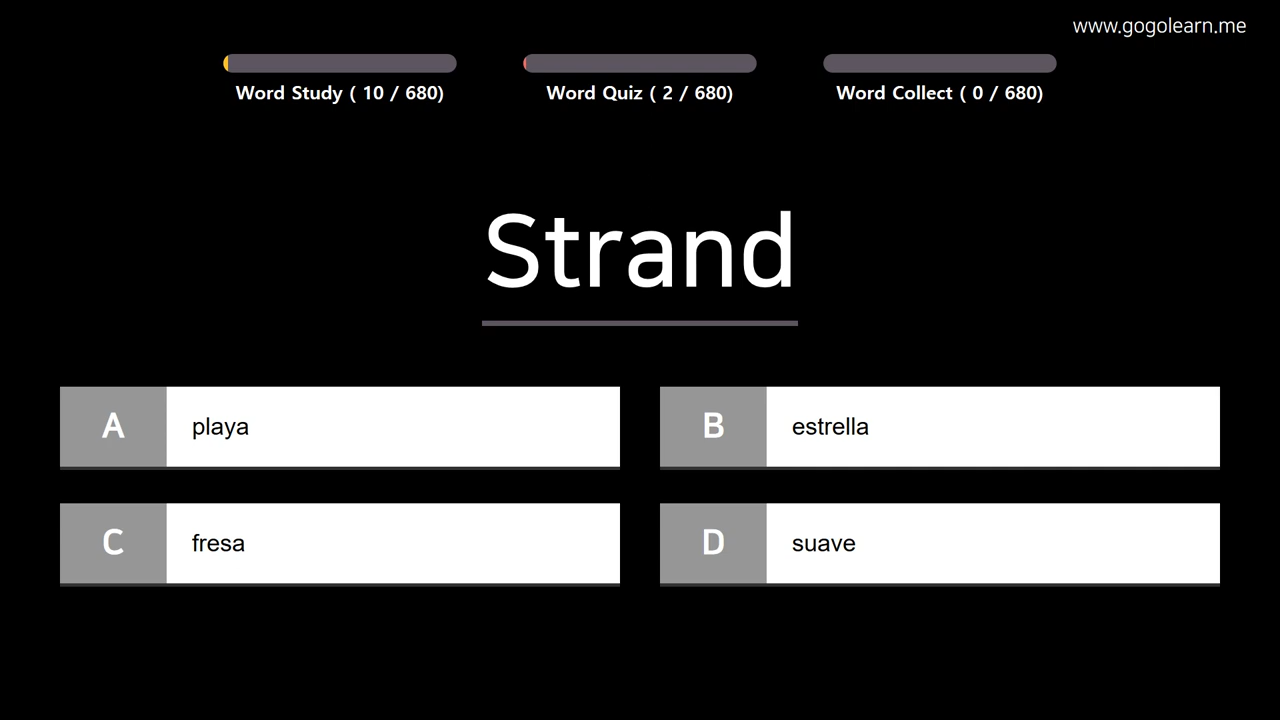 www.gogolearn.me
Word Study ( 10 / 680)
Word Quiz ( 2 / 680)
Word Collect ( 0 / 680)
Strand
A playa
B estrella
C fresa
D suave